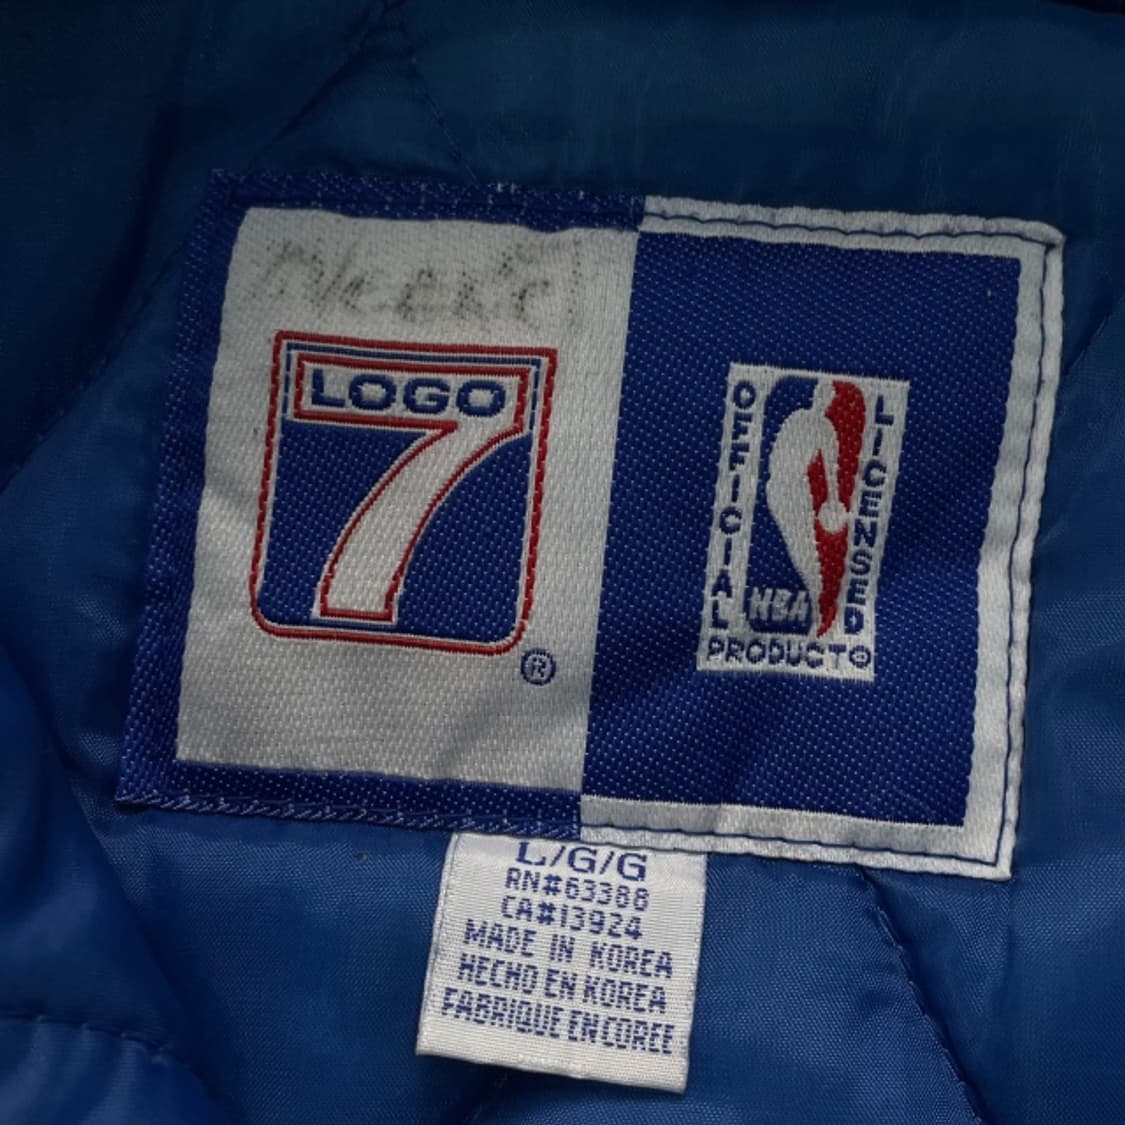 LOGO
7
®
OFFICIAL
LICENSED
NBA
PRODUCT®
L/G/G
RN#63388
CA#13924
MADE IN KOREA
HECHO EN KOREA
FABRIQUE EN COREE